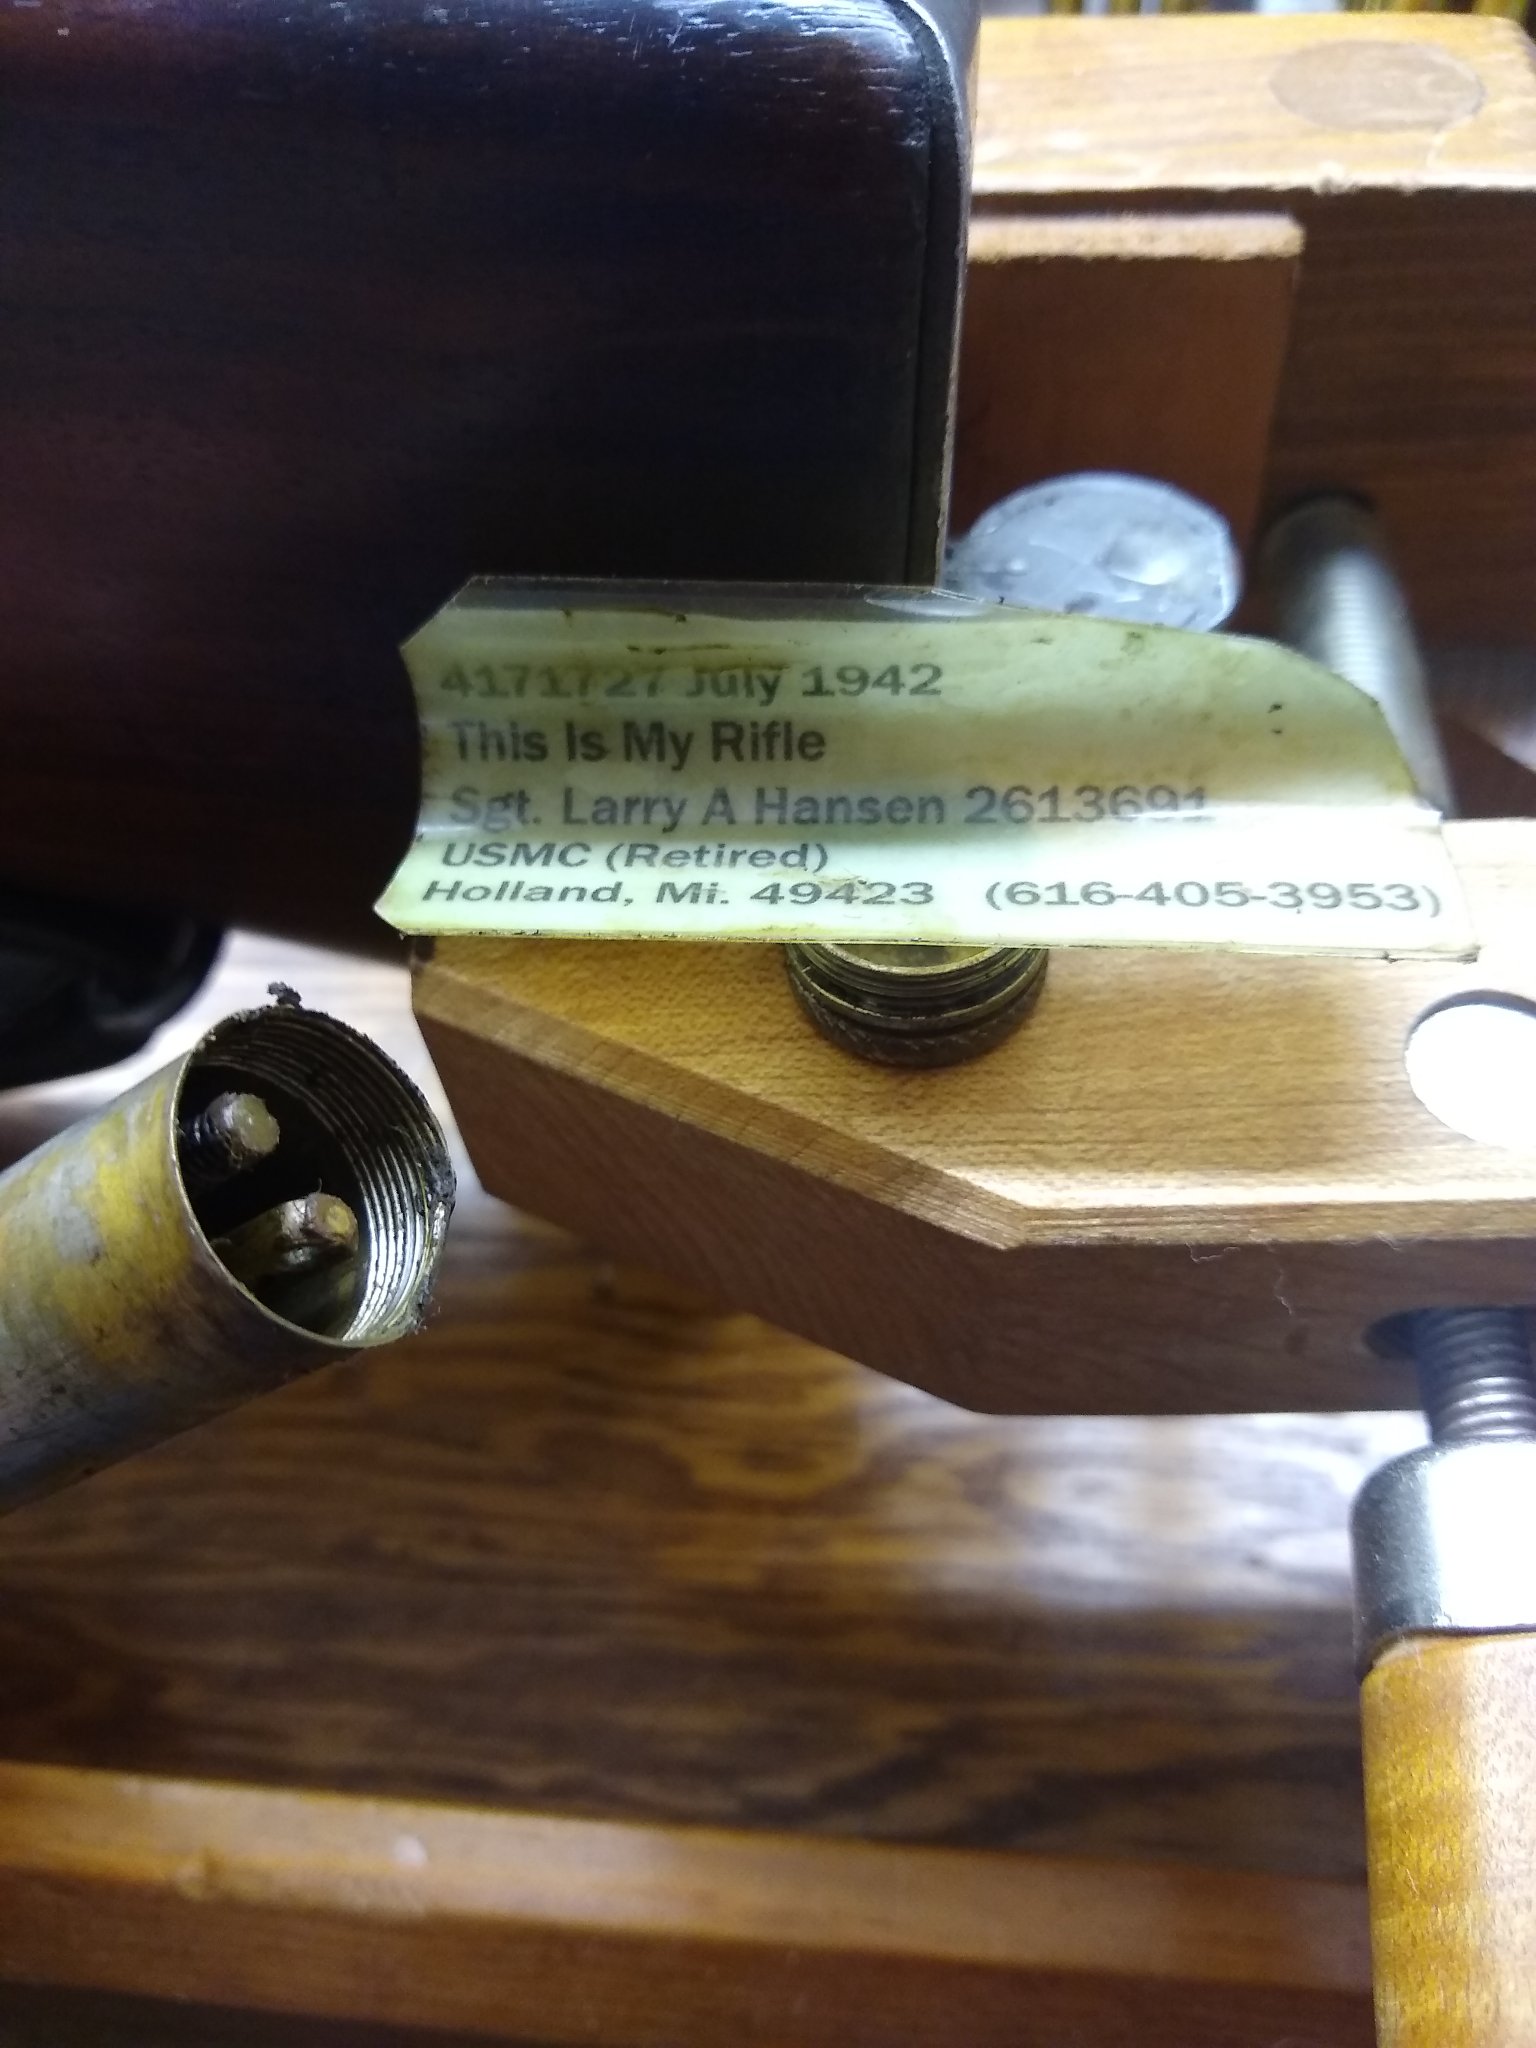 4171727 July 1942
This Is My Rifle
Sgt. Larry A Hansen 2613691
USMC (Retired)
Holland, Mi. 49423 (616-405-3953)